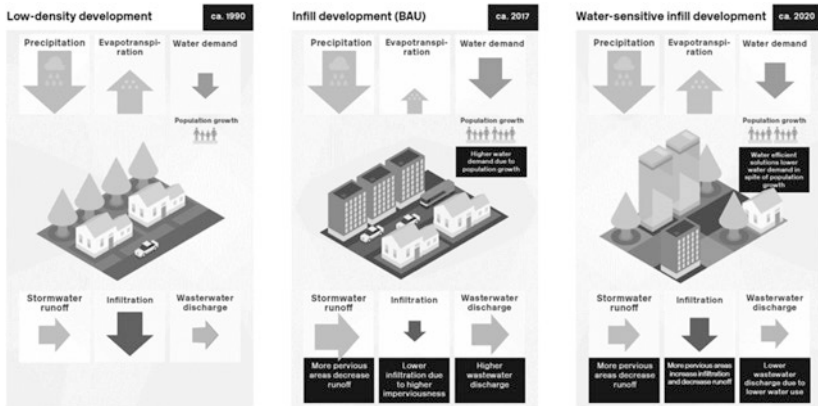 Low-density development
ca. 1990
Precipitation
Evapotranspi-
ration
Water demand
Population growth
Stormwater
runoff
Infiltration
Wasterwater
discharge
Infill development (BAU)
ca. 2017
Precipitation
Evapotranspi-
ration
Water demand
Population growth
Higher water
demand due to
population growth
Stormwater
runoff
Infiltration
Wasterwater
discharge
More pervious
areas decrease
runoff
Lower
infiltration
due to higher
imperviousness
Higher
wastewater
discharge
Water-sensitive infill development
ca. 2020
Precipitation
Evapotranspi-
ration
Water demand
Population growth
Water efficient
solutions lower
water demand in
spite of population
growth
Stormwater
runoff
Infiltration
Wasterwater
discharge
More pervious
areas decrease
runoff
More pervious areas
increase infiltration
and decrease runoff
Lower
wastewater
discharge due to
lower water use